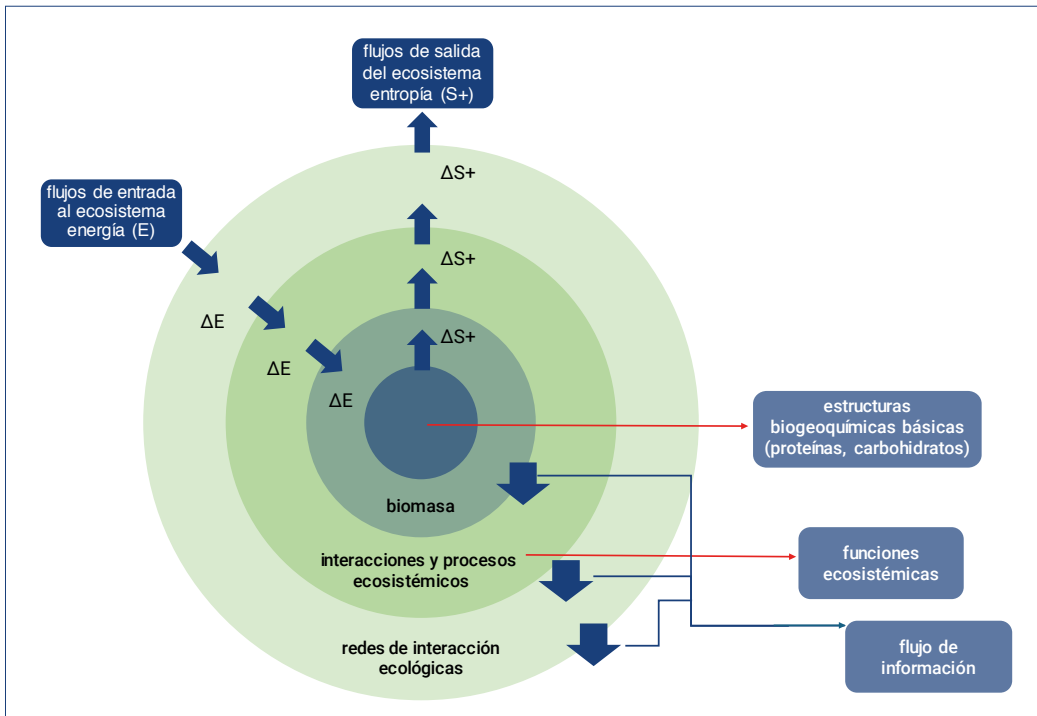 flujos de salida
del ecosistema
entropía (S+)
flujos de entrada
al ecosistema
energía (E)
ΔS+
ΔS+
ΔS+
ΔE
ΔE
ΔE
estructuras
biogeoquímicas básicas
(proteínas, carbohidratos)
biomasa
interacciones y procesos
ecosistémicos
funciones
ecosistémicas
redes de interacción
ecológicas
flujo de
información